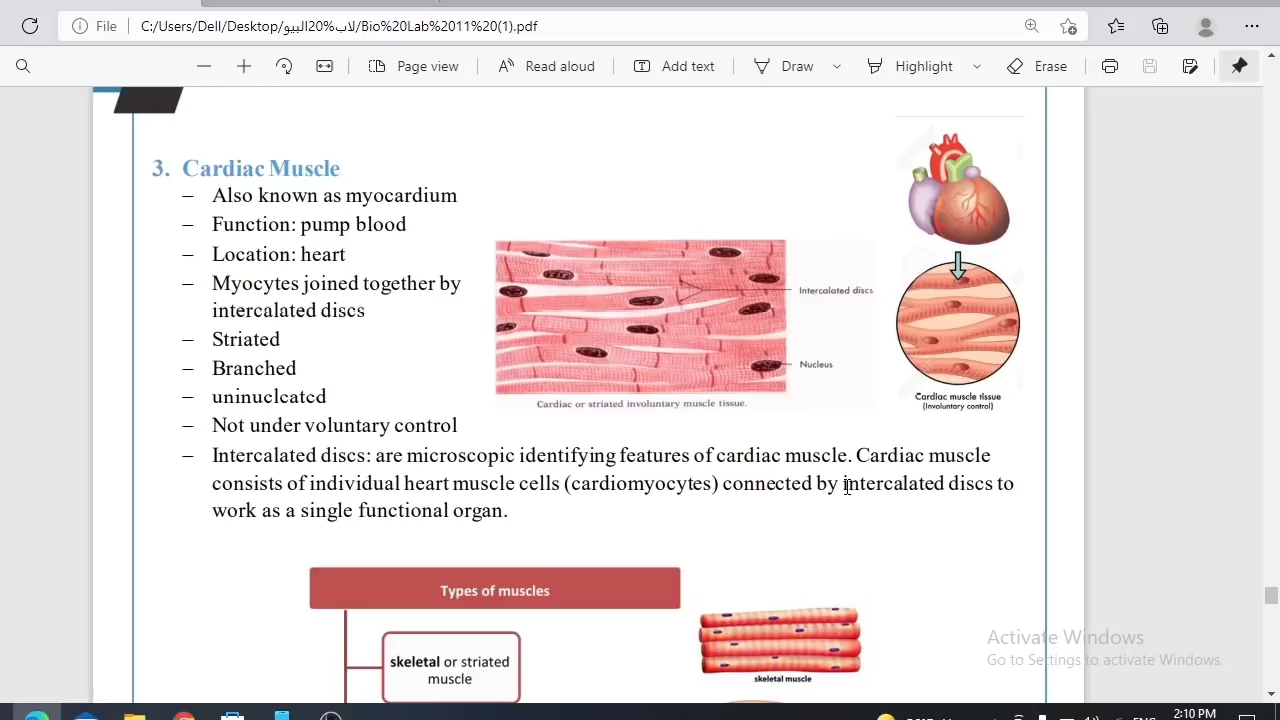 File
C:/Users/Dell/Desktop/لاب%20البيو/Bio%20Lab%2011%20(1).pdf
Page view
Read aloud
Add text
Draw
Highlight
Erase
3. Cardiac Muscle
– Also known as myocardium
– Function: pump blood
– Location: heart
– Myocytes joined together by
intercalated discs
– Striated
– Branched
– uninucleated
– Not under voluntary control
– Intercalated discs: are microscopic identifying features of cardiac muscle. Cardiac muscle
consists of individual heart muscle cells (cardiomyocytes) connected by intercalated discs to
work as a single functional organ.
Intercalated discs
Nucleus
Cardiac or striated involuntary muscle tissue.
Cardiac muscle tissue
(Involuntary control)
Types of muscles
skeletal or striated
muscle
skeletal muscle
Activate Windows
Go to Settings to activate Windows.
2:10 PM